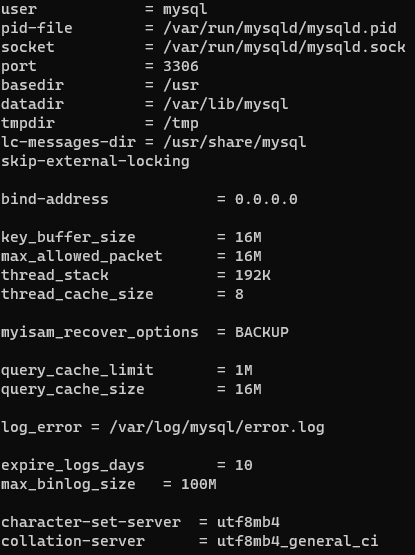 user            = mysql
pid-file        = /var/run/mysqld/mysqld.pid
socket          = /var/run/mysqld/mysqld.sock
port            = 3306
basedir         = /usr
datadir         = /var/lib/mysql
tmpdir          = /tmp
lc-messages-dir = /usr/share/mysql
skip-external-locking

bind-address            = 0.0.0.0

key_buffer_size         = 16M
max_allowed_packet      = 16M
thread_stack            = 192K
thread_cache_size       = 8

myisam_recover_options  = BACKUP

query_cache_limit       = 1M
query_cache_size        = 16M

log_error = /var/log/mysql/error.log

expire_logs_days        = 10
max_binlog_size   = 100M

character-set-server  = utf8mb4
collation-server      = utf8mb4_general_ci